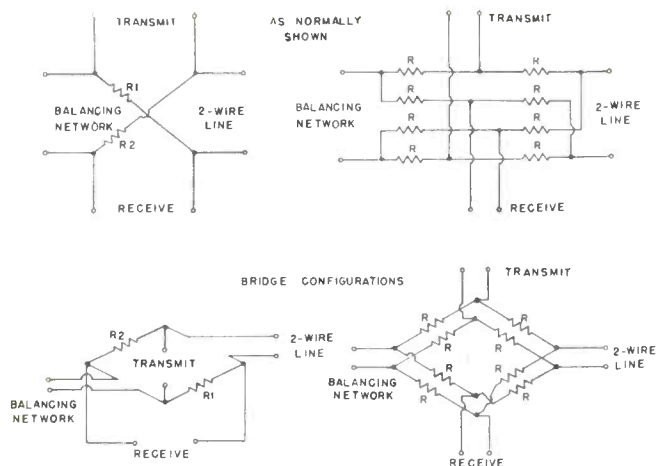 TRANSMIT
R1
BALANCING
NETWORK
R2
2-WIRE
LINE
RECEIVE
AS NORMALLY
SHOWN
TRANSMIT
R R
R R
BALANCING
NETWORK
R R
R R
2-WIRE
LINE
RECEIVE
BRIDGE CONFIGURATIONS
R2
TRANSMIT
R1
2-WIRE
LINE
BALANCING
NETWORK
RECEIVE
TRANSMIT
R R
R R
R R
R R
2-WIRE
LINE
BALANCING
NETWORK
RECEIVE